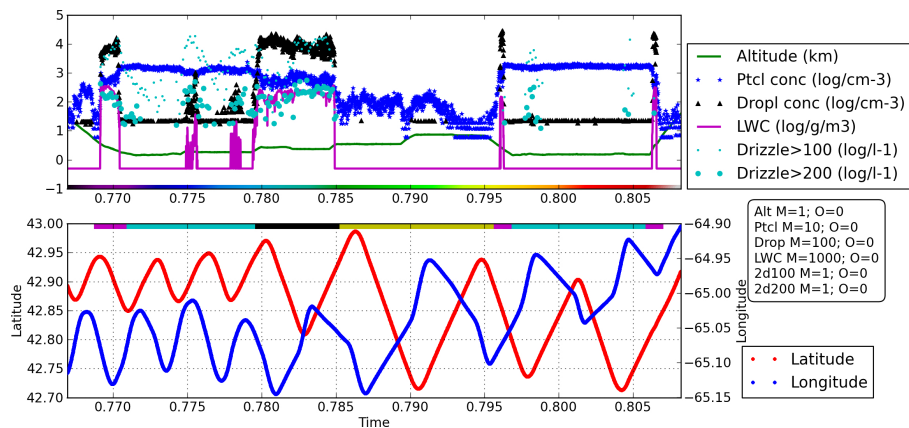 5
4
3
2
1
0
−1
0.770 0.775 0.780 0.785 0.790 0.795 0.800 0.805
Altitude (km)
Ptcl conc (log/cm-3)
Dropl conc (log/cm-3)
LWC (log/g/m3)
Drizzle>100 (log/l-1)
Drizzle>200 (log/l-1)
43.00
42.95
42.90
42.85
42.80
42.75
42.70
Latitude
0.770 0.775 0.780 0.785 0.790 0.795 0.800 0.805
Time
−64.90
−64.95
−65.00
−65.05
−65.10
−65.15
Longitude
Alt M=1; O=0
Ptcl M=10; O=0
Drop M=100; O=0
LWC M=1000; O=0
2d100 M=1; O=0
2d200 M=1; O=0
Latitude
Longitude